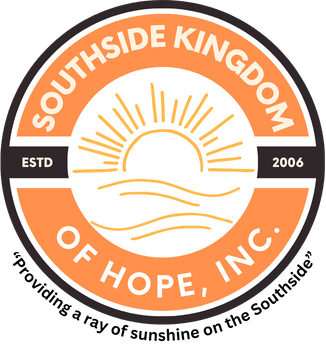 SOUTHSIDE KINGDOM
ESTD 2006
OF HOPE, INC.
“Providing a ray of sunshine on the Southside”